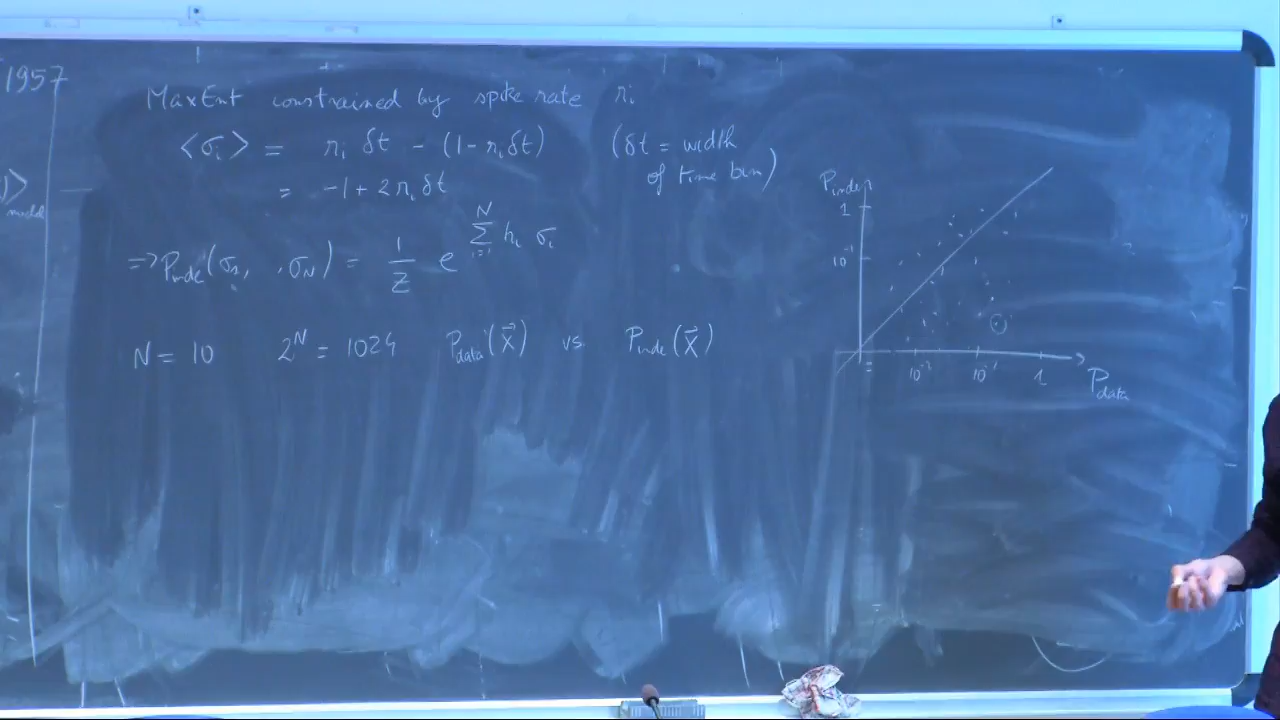 1957
MaxEnt constrained by spike rate rᵢ
⟨σᵢ⟩ = rᵢ δt - (1 - rᵢ δt) (δt = width of time bin)
= -1 + 2 rᵢ δt
⟩model
⇒ Pinde(σ₁, .. σN) = 1/Z e^{∑_{i=1}^{N} hᵢ σᵢ}
N = 10 2ᴺ = 1024 Pdata(x⃗) vs. Pinde(x⃗)
Pinde
1
10⁻¹
10⁻² 10⁻¹ 1
Pdata